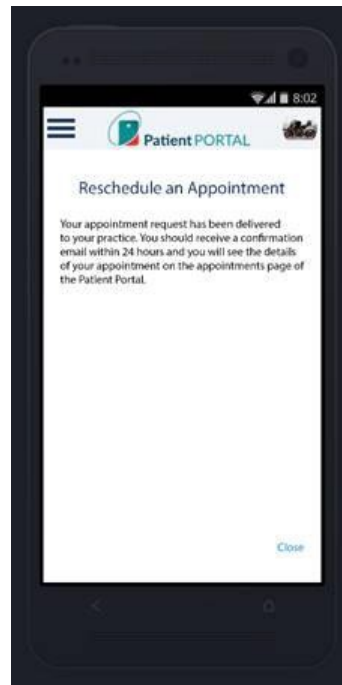 8:02
Patient PORTAL
Reschedule an Appointment
Your appointment request has been delivered
to your practice. You should receive a confirmation
email within 24 hours and you will see the details
of your appointment on the appointments page of
the Patient Portal.
Close